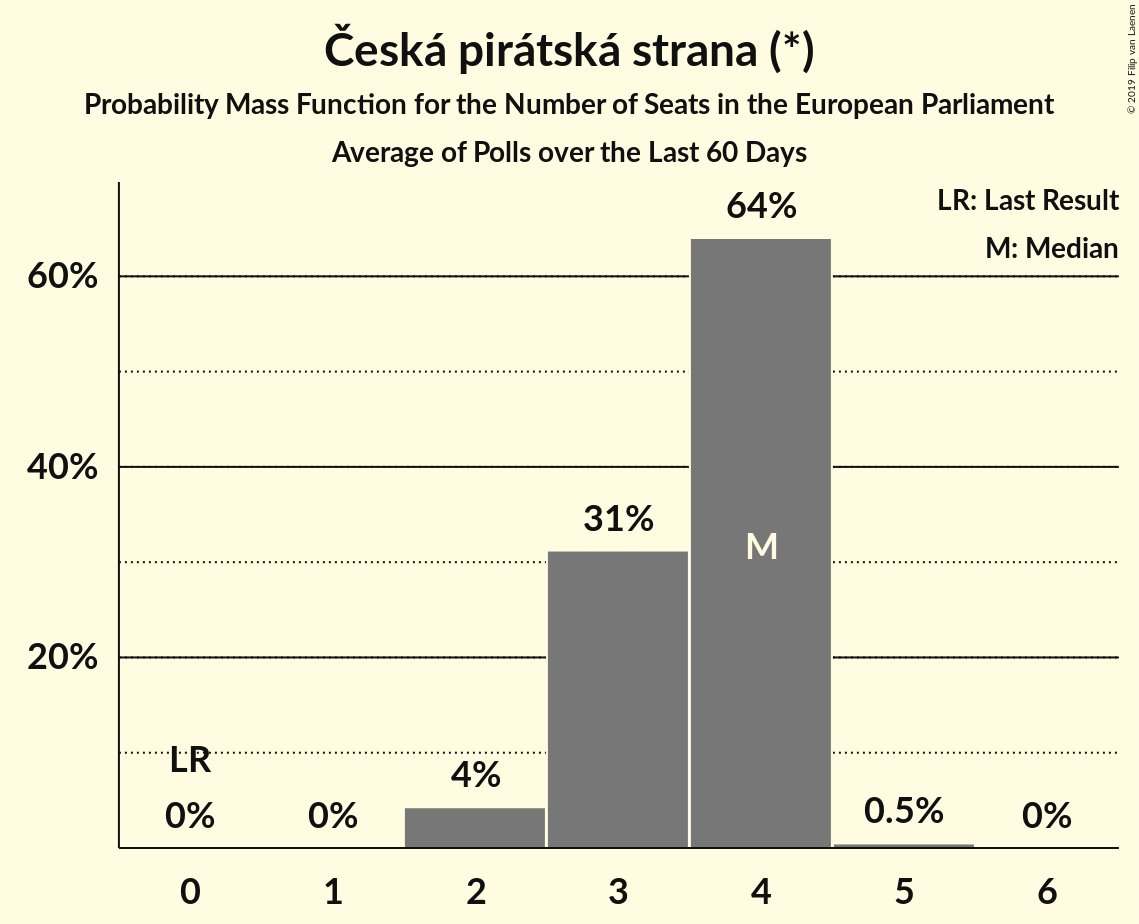 Česká pirátská strana (*)
Probability Mass Function for the Number of Seats in the European Parliament
Average of Polls over the Last 60 Days
© 2019 Filip van Laenen
LR: Last Result
M: Median
60%
40%
20%
LR
0%
0%
4%
31%
64%
M
0.5%
0%
0 1 2 3 4 5 6